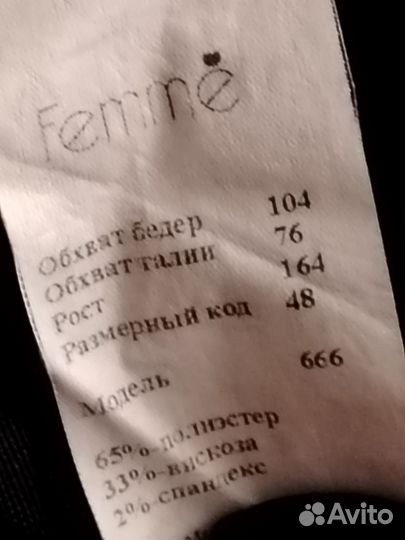 Femme
Обхват бедер 104
Обхват талии 76
Рост 164
Размерный код 48
Модель 666
65%-полиэстер
33%-вискоза
2%-спандекс
Avito